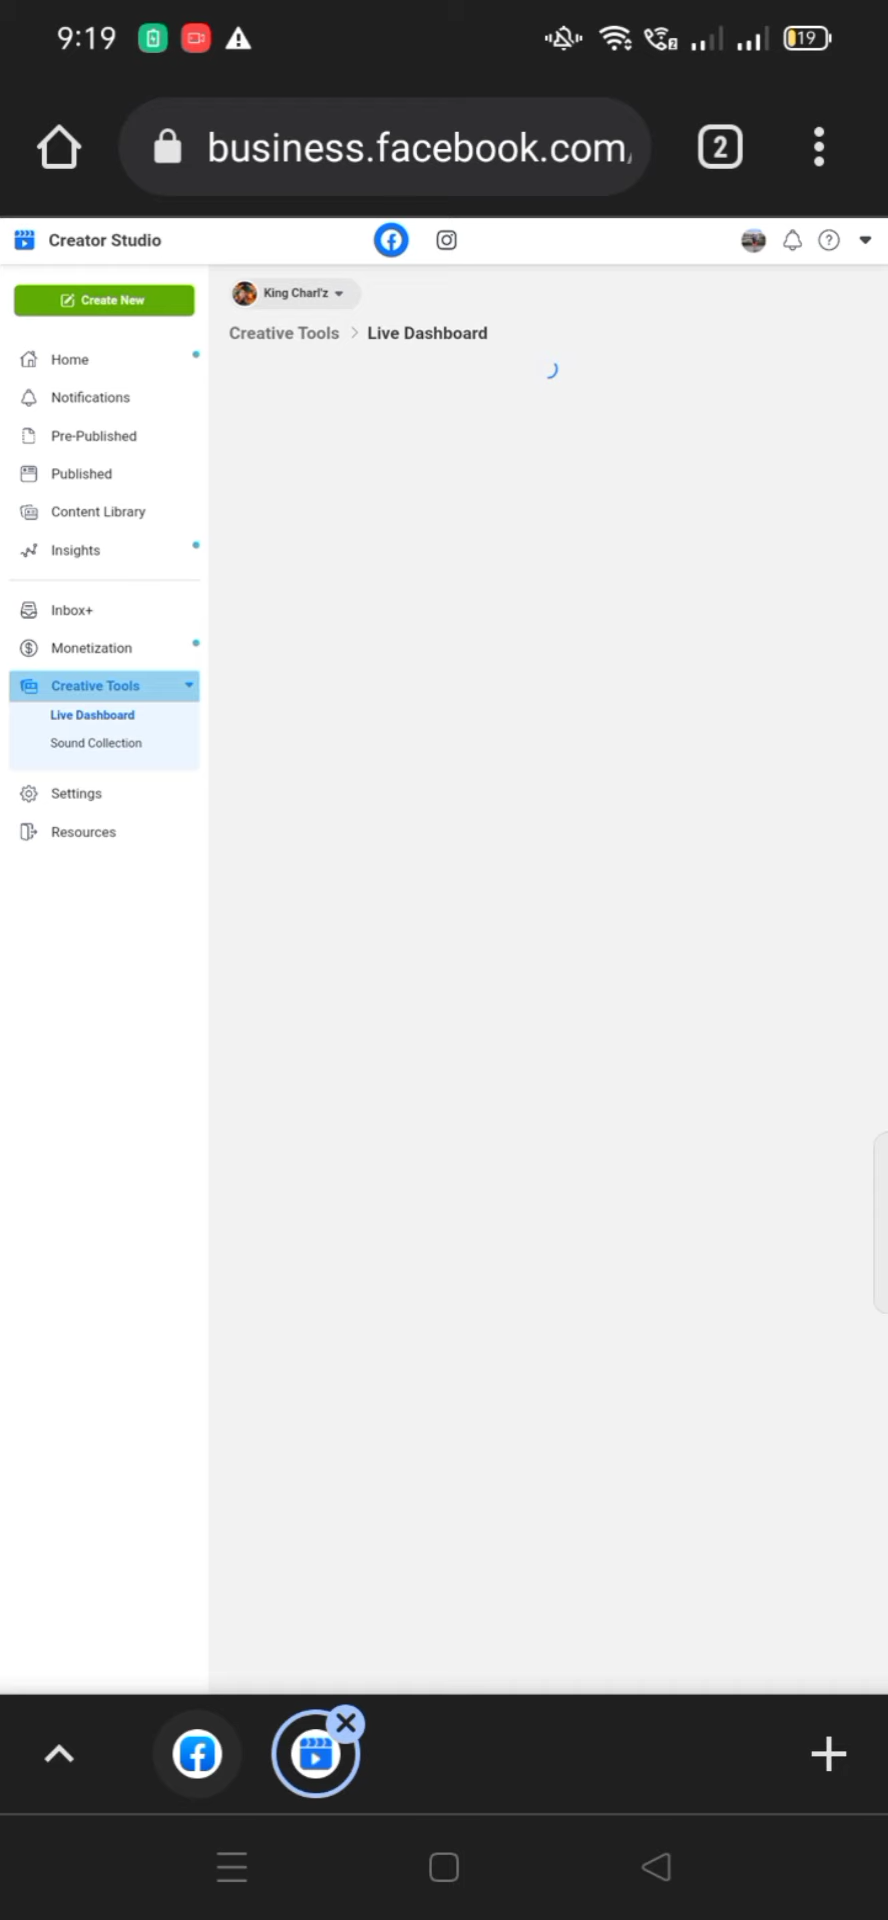 9:19
19
business.facebook.com/
2
Creator Studio
Create New
King Charl'z
Creative Tools > Live Dashboard
Home
Notifications
Pre-Published
Published
Content Library
Insights
Inbox+
Monetization
Creative Tools
Live Dashboard
Sound Collection
Settings
Resources